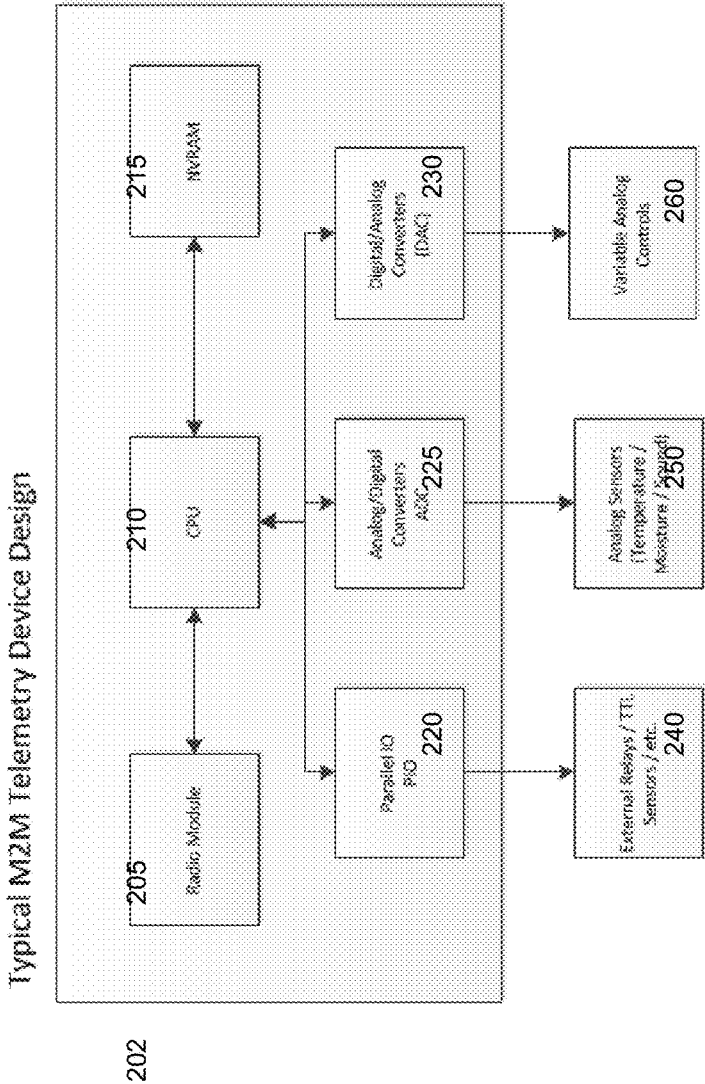 Typical M2M Telemetry Device Design
202
205
Radio Module
210
CPU
215
NVRAM
Parallel IO
PIO
220
Analog/Digital
Converters
ADC
225
Digital/Analog
Converters
(DAC)
230
External Relays / TTL
Sensors / etc.
240
Analog Sensors
(Temperature /
Moisture / Sound)
250
Variable Analog
Controls
260